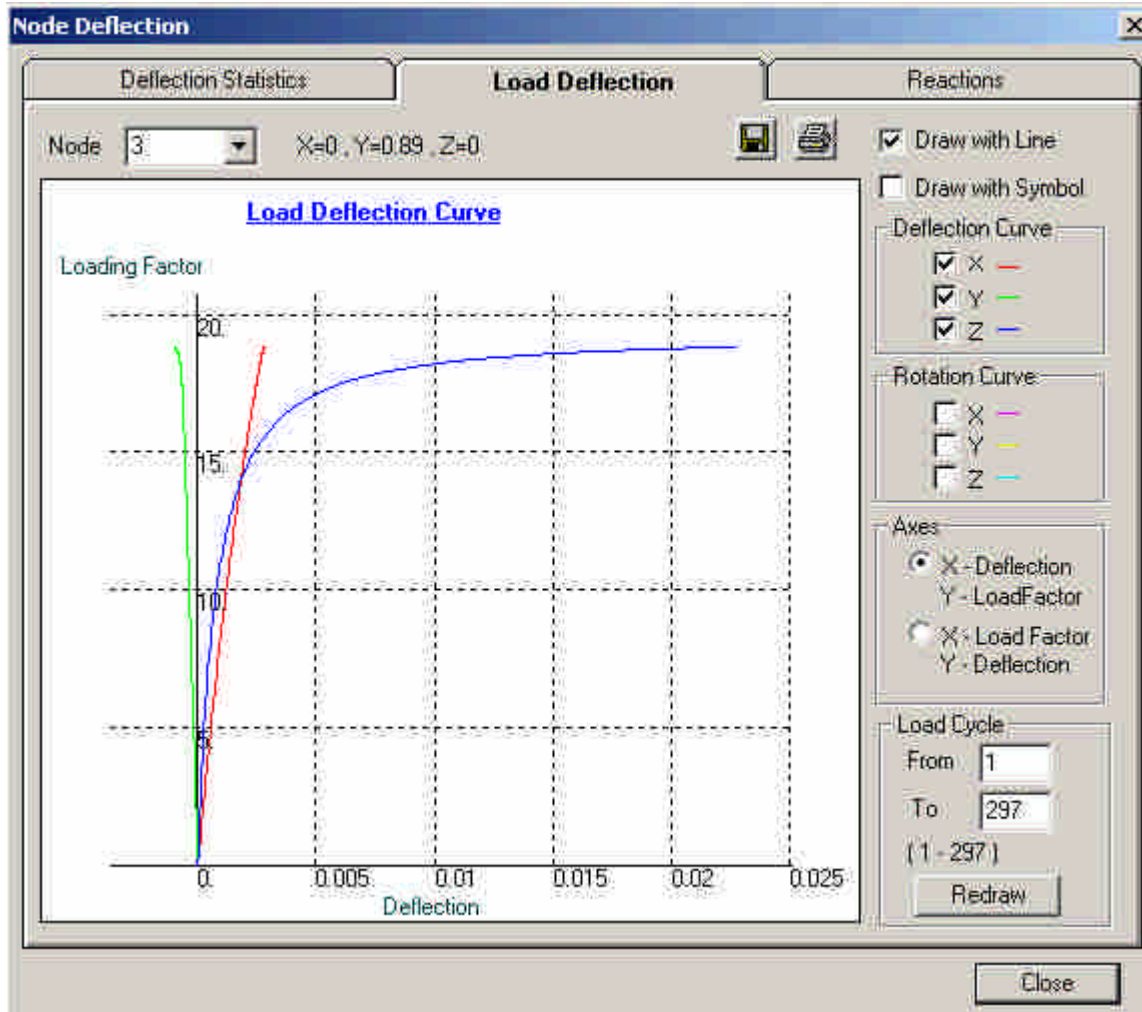 Node Deflection
Deflection Statistics
Load Deflection
Reactions
Node 3 X=0 , Y=0.89 , Z=0
Draw with Line
Draw with Symbol
Load Deflection Curve
Loading Factor
20.
15.
10.
5.
0. 0.005 0.01 0.015 0.02 0.025
Deflection
Deflection Curve
X
Y
Z
Rotation Curve
X
Y
Z
Axes
X - Deflection
Y - LoadFactor
X - Load Factor
Y - Deflection
Load Cycle
From 1
To 297
( 1 - 297 )
Redraw
Close